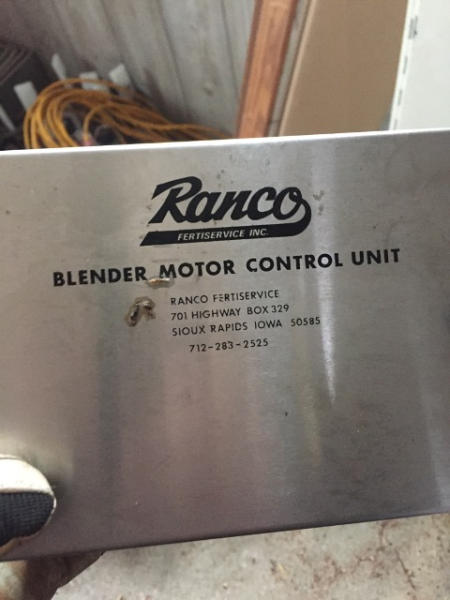 Ranco
FERTISERVICE INC.
BLENDER MOTOR CONTROL UNIT
RANCO FERTISERVICE
701 HIGHWAY BOX 329
SIOUX RAPIDS IOWA 50585
712-283-2525